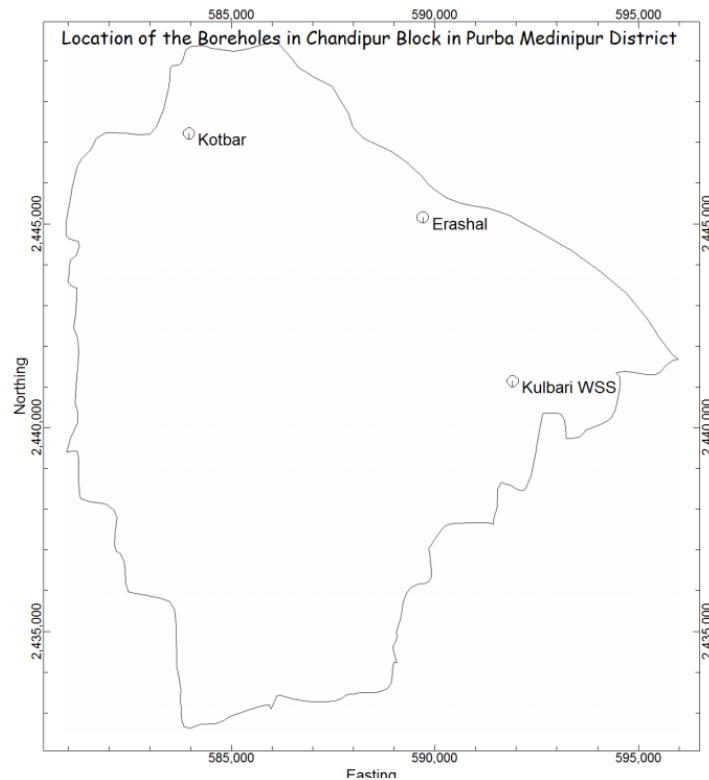 585,000 590,000 595,000
Location of the Boreholes in Chandipur Block in Purba Medinipur District
Kotbar
2,445,000
Erashal
2,445,000
Northing
Kulbari WSS
2,440,000
2,440,000
2,435,000
2,435,000
585,000 590,000 595,000
Easting